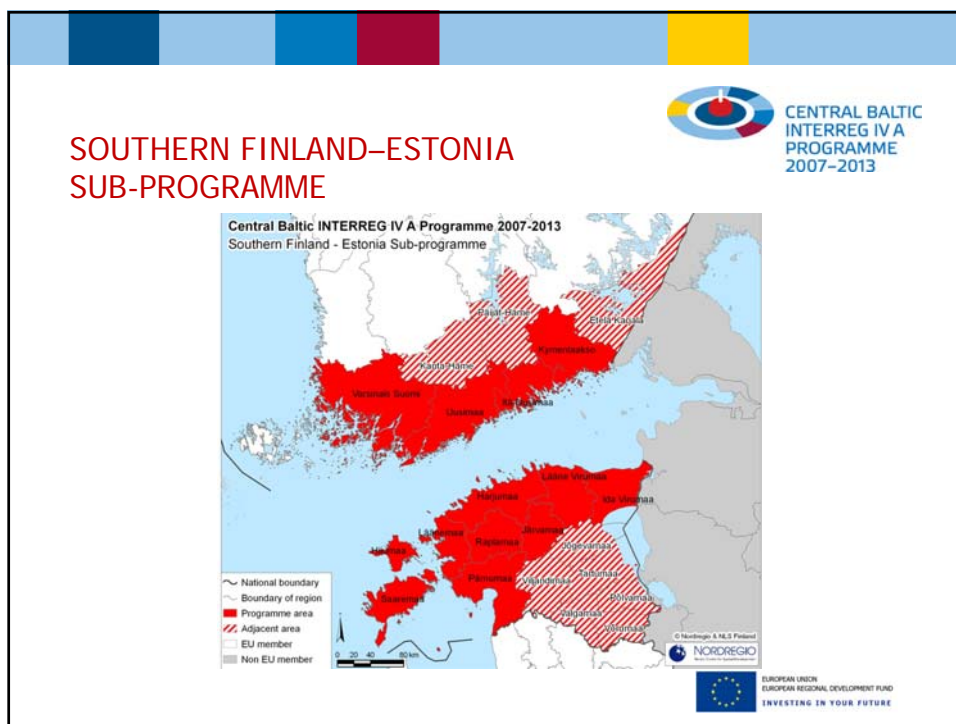 CENTRAL BALTIC
INTERREG IV A
PROGRAMME
2007–2013
SOUTHERN FINLAND–ESTONIA
SUB-PROGRAMME
Central Baltic INTERREG IV A Programme 2007-2013
Southern Finland - Estonia Sub-programme
Päijät-Häme
Etelä-Karjala
Kymenlaakso
Kanta-Häme
Varsinais-Suomi
Itä-Uusimaa
Uusimaa
Lääne-Virumaa
Harjumaa
Ida-Virumaa
Läänemaa
Järvamaa
Raplamaa
Jõgevamaa
Hiiumaa
Tartumaa
Pärnumaa
Viljandimaa
Põlvamaa
Saaremaa
Valgamaa
Võrumaa
National boundary
Boundary of region
Programme area
Adjacent area
EU member
Non EU member
0 20 40 80 km
© Nordregio & NLS Finland
NORDREGIO
EUROPEAN UNION
EUROPEAN REGIONAL DEVELOPMENT FUND
INVESTING IN YOUR FUTURE